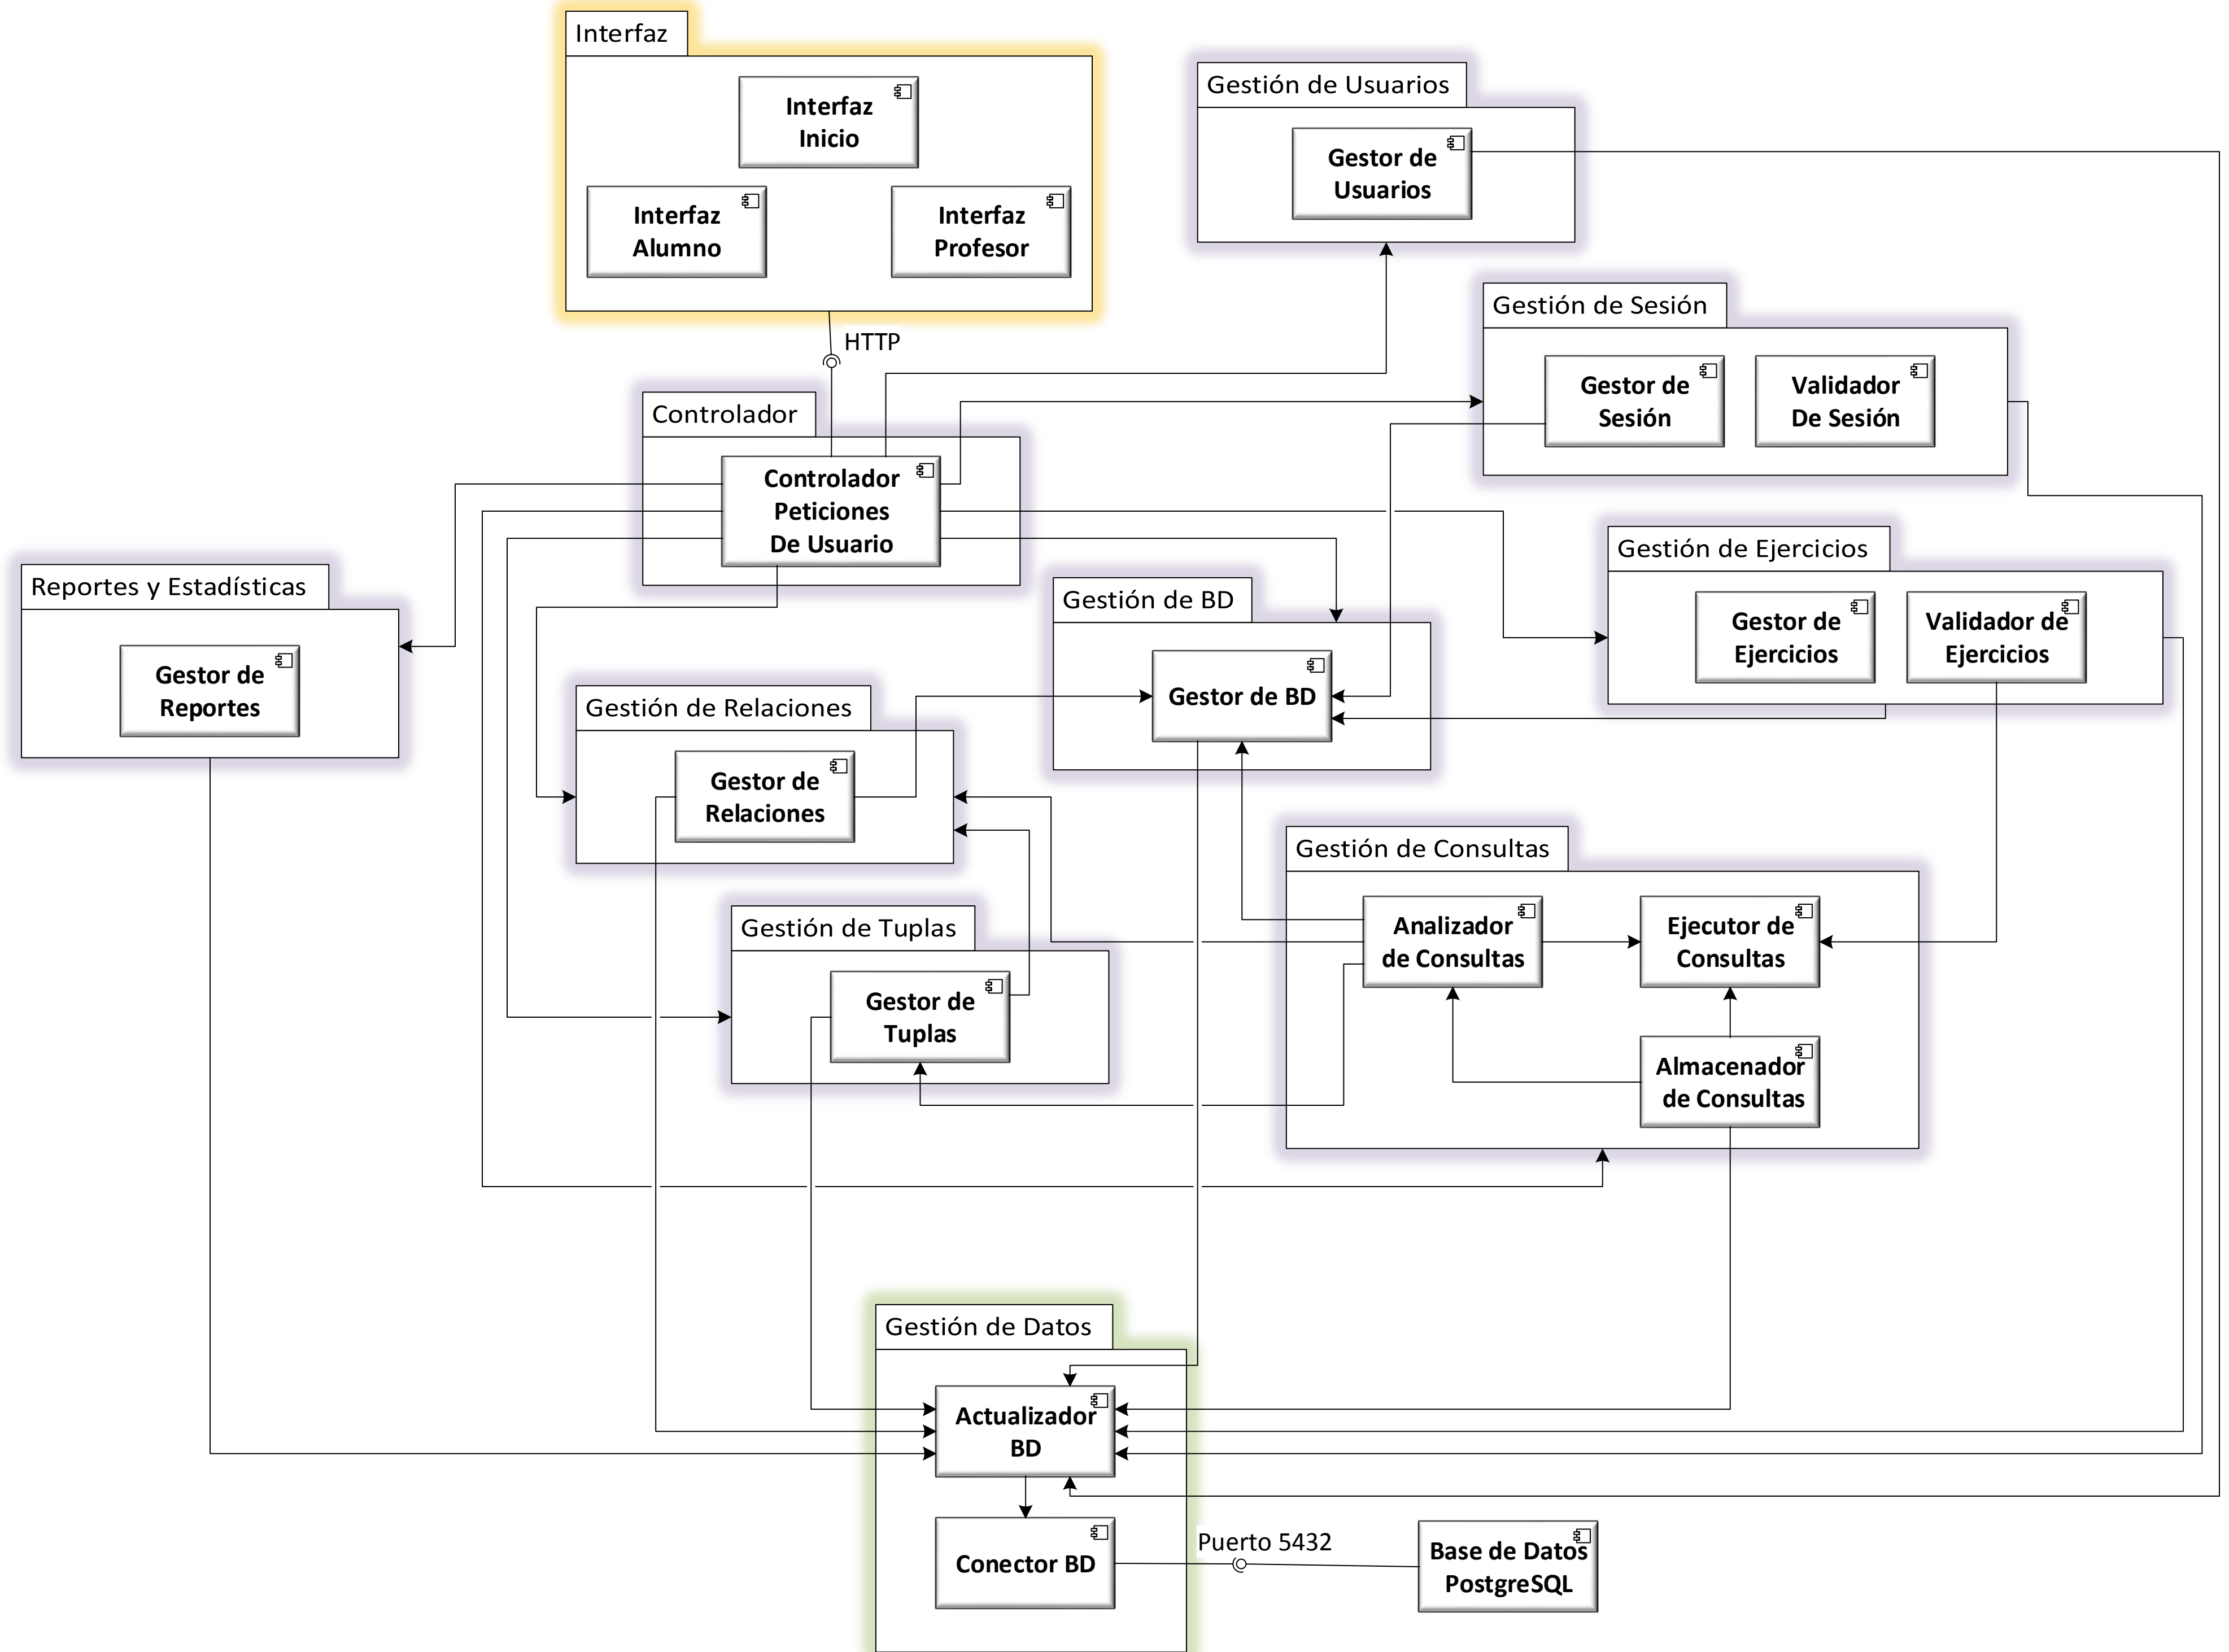 Interfaz
Interfaz
Inicio
Interfaz
Alumno
Interfaz
Profesor
HTTP
Gestión de Usuarios
Gestor de
Usuarios
Gestión de Sesión
Gestor de
Sesión
Validador
De Sesión
Controlador
Controlador
Peticiones
De Usuario
Gestión de Ejercicios
Gestor de
Ejercicios
Validador de
Ejercicios
Reportes y Estadísticas
Gestor de
Reportes
Gestión de BD
Gestor de BD
Gestión de Relaciones
Gestor de
Relaciones
Gestión de Consultas
Analizador
de Consultas
Ejecutor de
Consultas
Almacenador
de Consultas
Gestión de Tuplas
Gestor de
Tuplas
Gestión de Datos
Actualizador
BD
Conector BD
Puerto 5432
Base de Datos
PostgreSQL